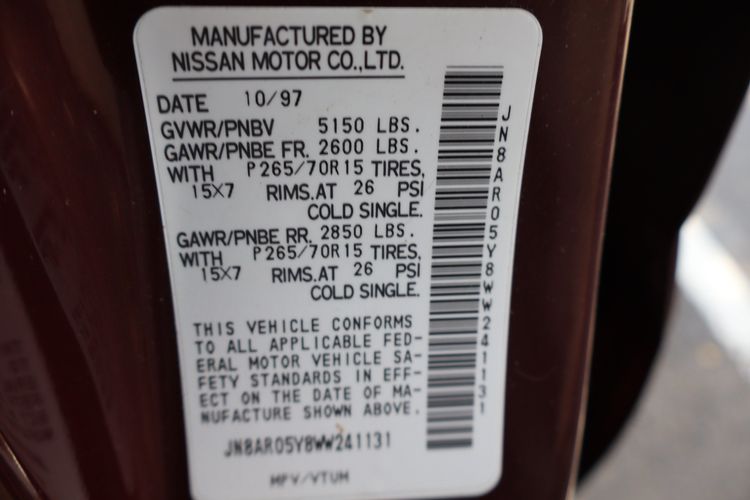 MANUFACTURED BY
NISSAN MOTOR CO.,LTD.
DATE 10/97
GVWR/PNBV 5150 LBS.
GAWR/PNBE FR. 2600 LBS.
WITH P265/70R15 TIRES,
15X7 RIMS.AT 26 PSI
COLD SINGLE.
GAWR/PNBE RR. 2850 LBS.
WITH P265/70R15 TIRES,
15X7 RIMS.AT 26 PSI
COLD SINGLE.
THIS VEHICLE CONFORMS
TO ALL APPLICABLE FED-
ERAL MOTOR VEHICLE SA-
FETY STANDARDS IN EFF-
ECT ON THE DATE OF MA-
NUFACTURE SHOWN ABOVE.
JN8AR05Y8WW241131
MPV/VTUM
JN8AR05Y8WW241131